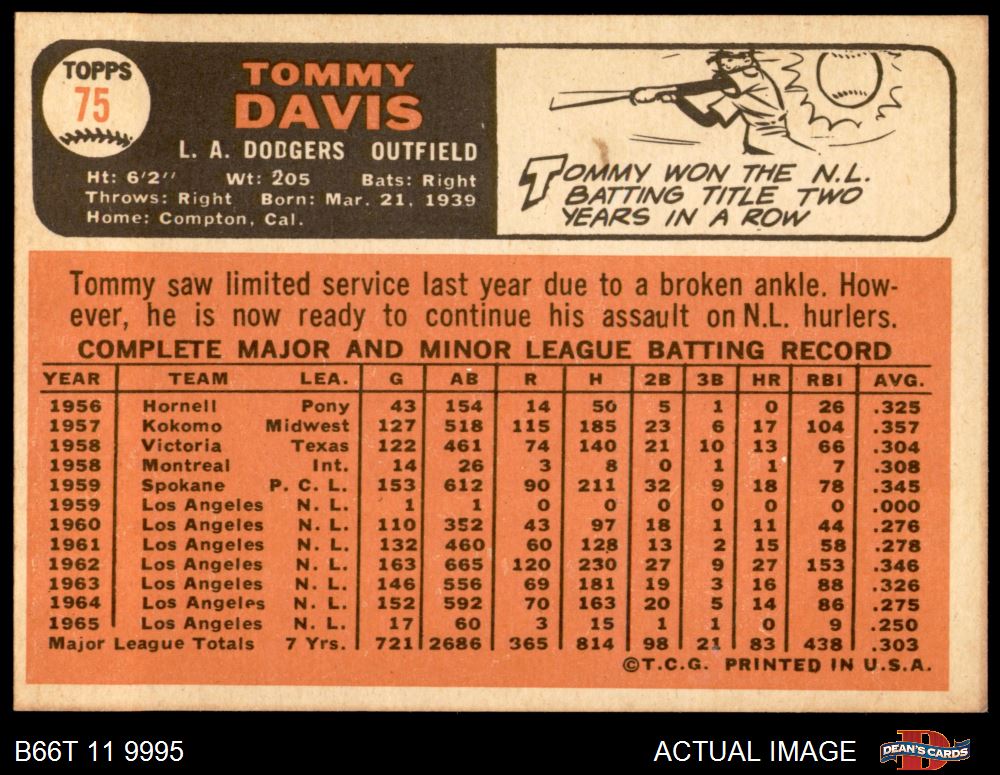 TOPPS
75
TOMMY
DAVIS
L. A. DODGERS OUTFIELD
Ht: 6'2" Wt: 205 Bats: Right
Throws: Right Born: Mar. 21, 1939
Home: Compton, Cal.
TOMMY WON THE N.L.
BATTING TITLE TWO
YEARS IN A ROW
Tommy saw limited service last year due to a broken ankle. How-
ever, he is now ready to continue his assault on N.L. hurlers.
COMPLETE MAJOR AND MINOR LEAGUE BATTING RECORD
YEAR TEAM LEA. G AB R H 2B 3B HR RBI AVG.
1956 Hornell Pony 43 154 14 50 5 1 0 26 .325
1957 Kokomo Midwest 127 518 115 185 23 6 17 104 .357
1958 Victoria Texas 122 461 74 140 21 10 13 66 .304
1958 Montreal Int. 14 26 3 8 0 1 1 7 .308
1959 Spokane P. C. L. 153 612 90 211 32 9 18 78 .345
1959 Los Angeles N. L. 1 1 0 0 0 0 0 0 .000
1960 Los Angeles N. L. 110 352 43 97 18 1 11 44 .276
1961 Los Angeles N. L. 132 460 60 128 13 2 15 58 .278
1962 Los Angeles N. L. 163 665 120 230 27 9 27 153 .346
1963 Los Angeles N. L. 146 556 69 181 19 3 16 88 .326
1964 Los Angeles N. L. 152 592 70 163 20 5 14 86 .275
1965 Los Angeles N. L. 17 60 3 15 1 1 0 9 .250
Major League Totals 7 Yrs. 721 2686 365 814 98 21 83 438 .303
©T.C.G. PRINTED IN U.S.A.
B66T 11 9995
ACTUAL IMAGE
DEAN'S CARDS